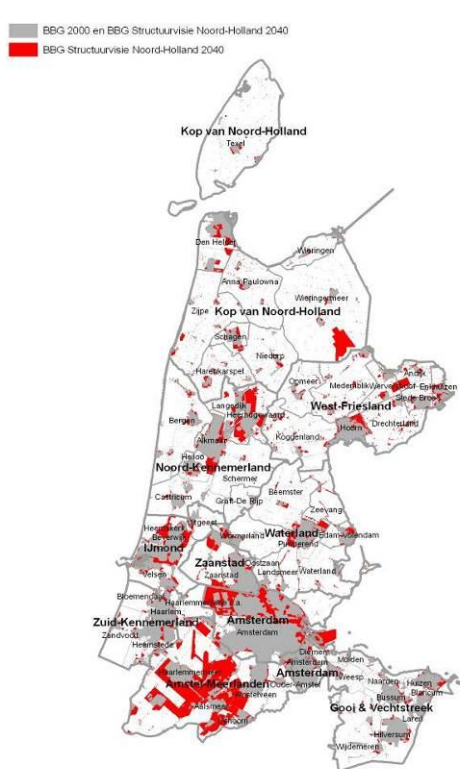 BBG 2000 en BBG Structuurvisie Noord-Holland 2040
BBG Structuurvisie Noord-Holland 2040
Kop van Noord-Holland
Texel
Den Helder
Wieringen
Anna Paulowna
Wieringermeer
Zijpe
Kop van Noord-Holland
Schagen
Niedorp
Harenkarspel
Opmeer
Medemblik
Andijk
Enkhuizen
Stede Broec
Langedijk
West-Friesland
Heerhugowaard
Drechterland
Bergen
Hoorn
Koggenland
Alkmaar
Heiloo
Noord-Kennemerland
Schermer
Beemster
Castricum
Graft-De Rijp
Zeevang
Uitgeest
Heemskerk
Beverwijk
Wormerland
Waterland
Edam-Volendam
Purmerend
IJmond
Zaanstad
Oostzaan
Zaanstad
Landsmeer
Waterland
Velsen
Bloemendaal
Haarlem
Zuid-Kennemerland
Amsterdam
Amsterdam
Zandvoort
Heemstede
Diemen
Amsterdam
Muiden
Amsterdam
Weesp
Naarden
Huizen
Haarlemmermeer
Amstel-Meerlanden
Ouder-Amstel
Amstelveen
Bussum
Blaricum
Aalsmeer
Gooi & Vechtstreek
Uithoorn
Laren
Hilversum
Wijdemeren